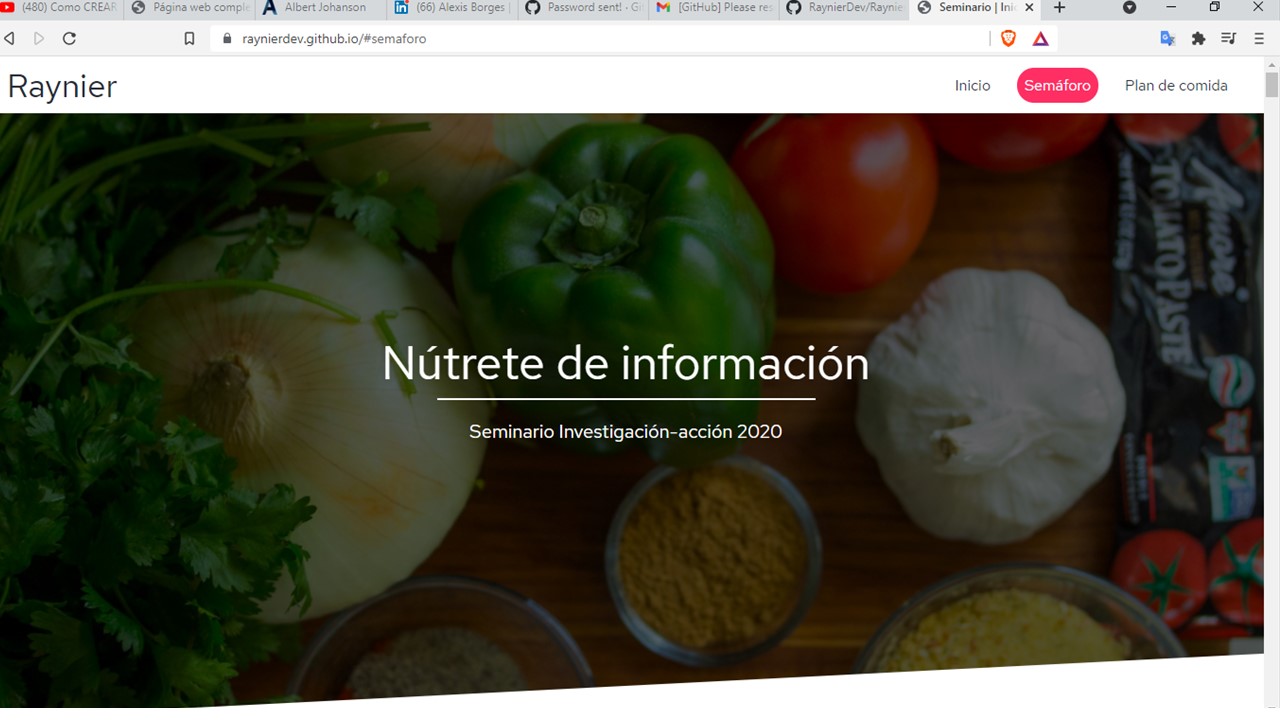 (480) Como CREAR
Página web comple
Albert Johanson
(66) Alexis Borges |
Password sent! · Gi
[GitHub] Please res
RaynierDev/Raynie
Seminario | Inic
raynierdev.github.io/#semaforo
Raynier
Inicio
Semáforo
Plan de comida
Nútrete de información
Seminario Investigación-acción 2020
Amore
TOMATO PASTE